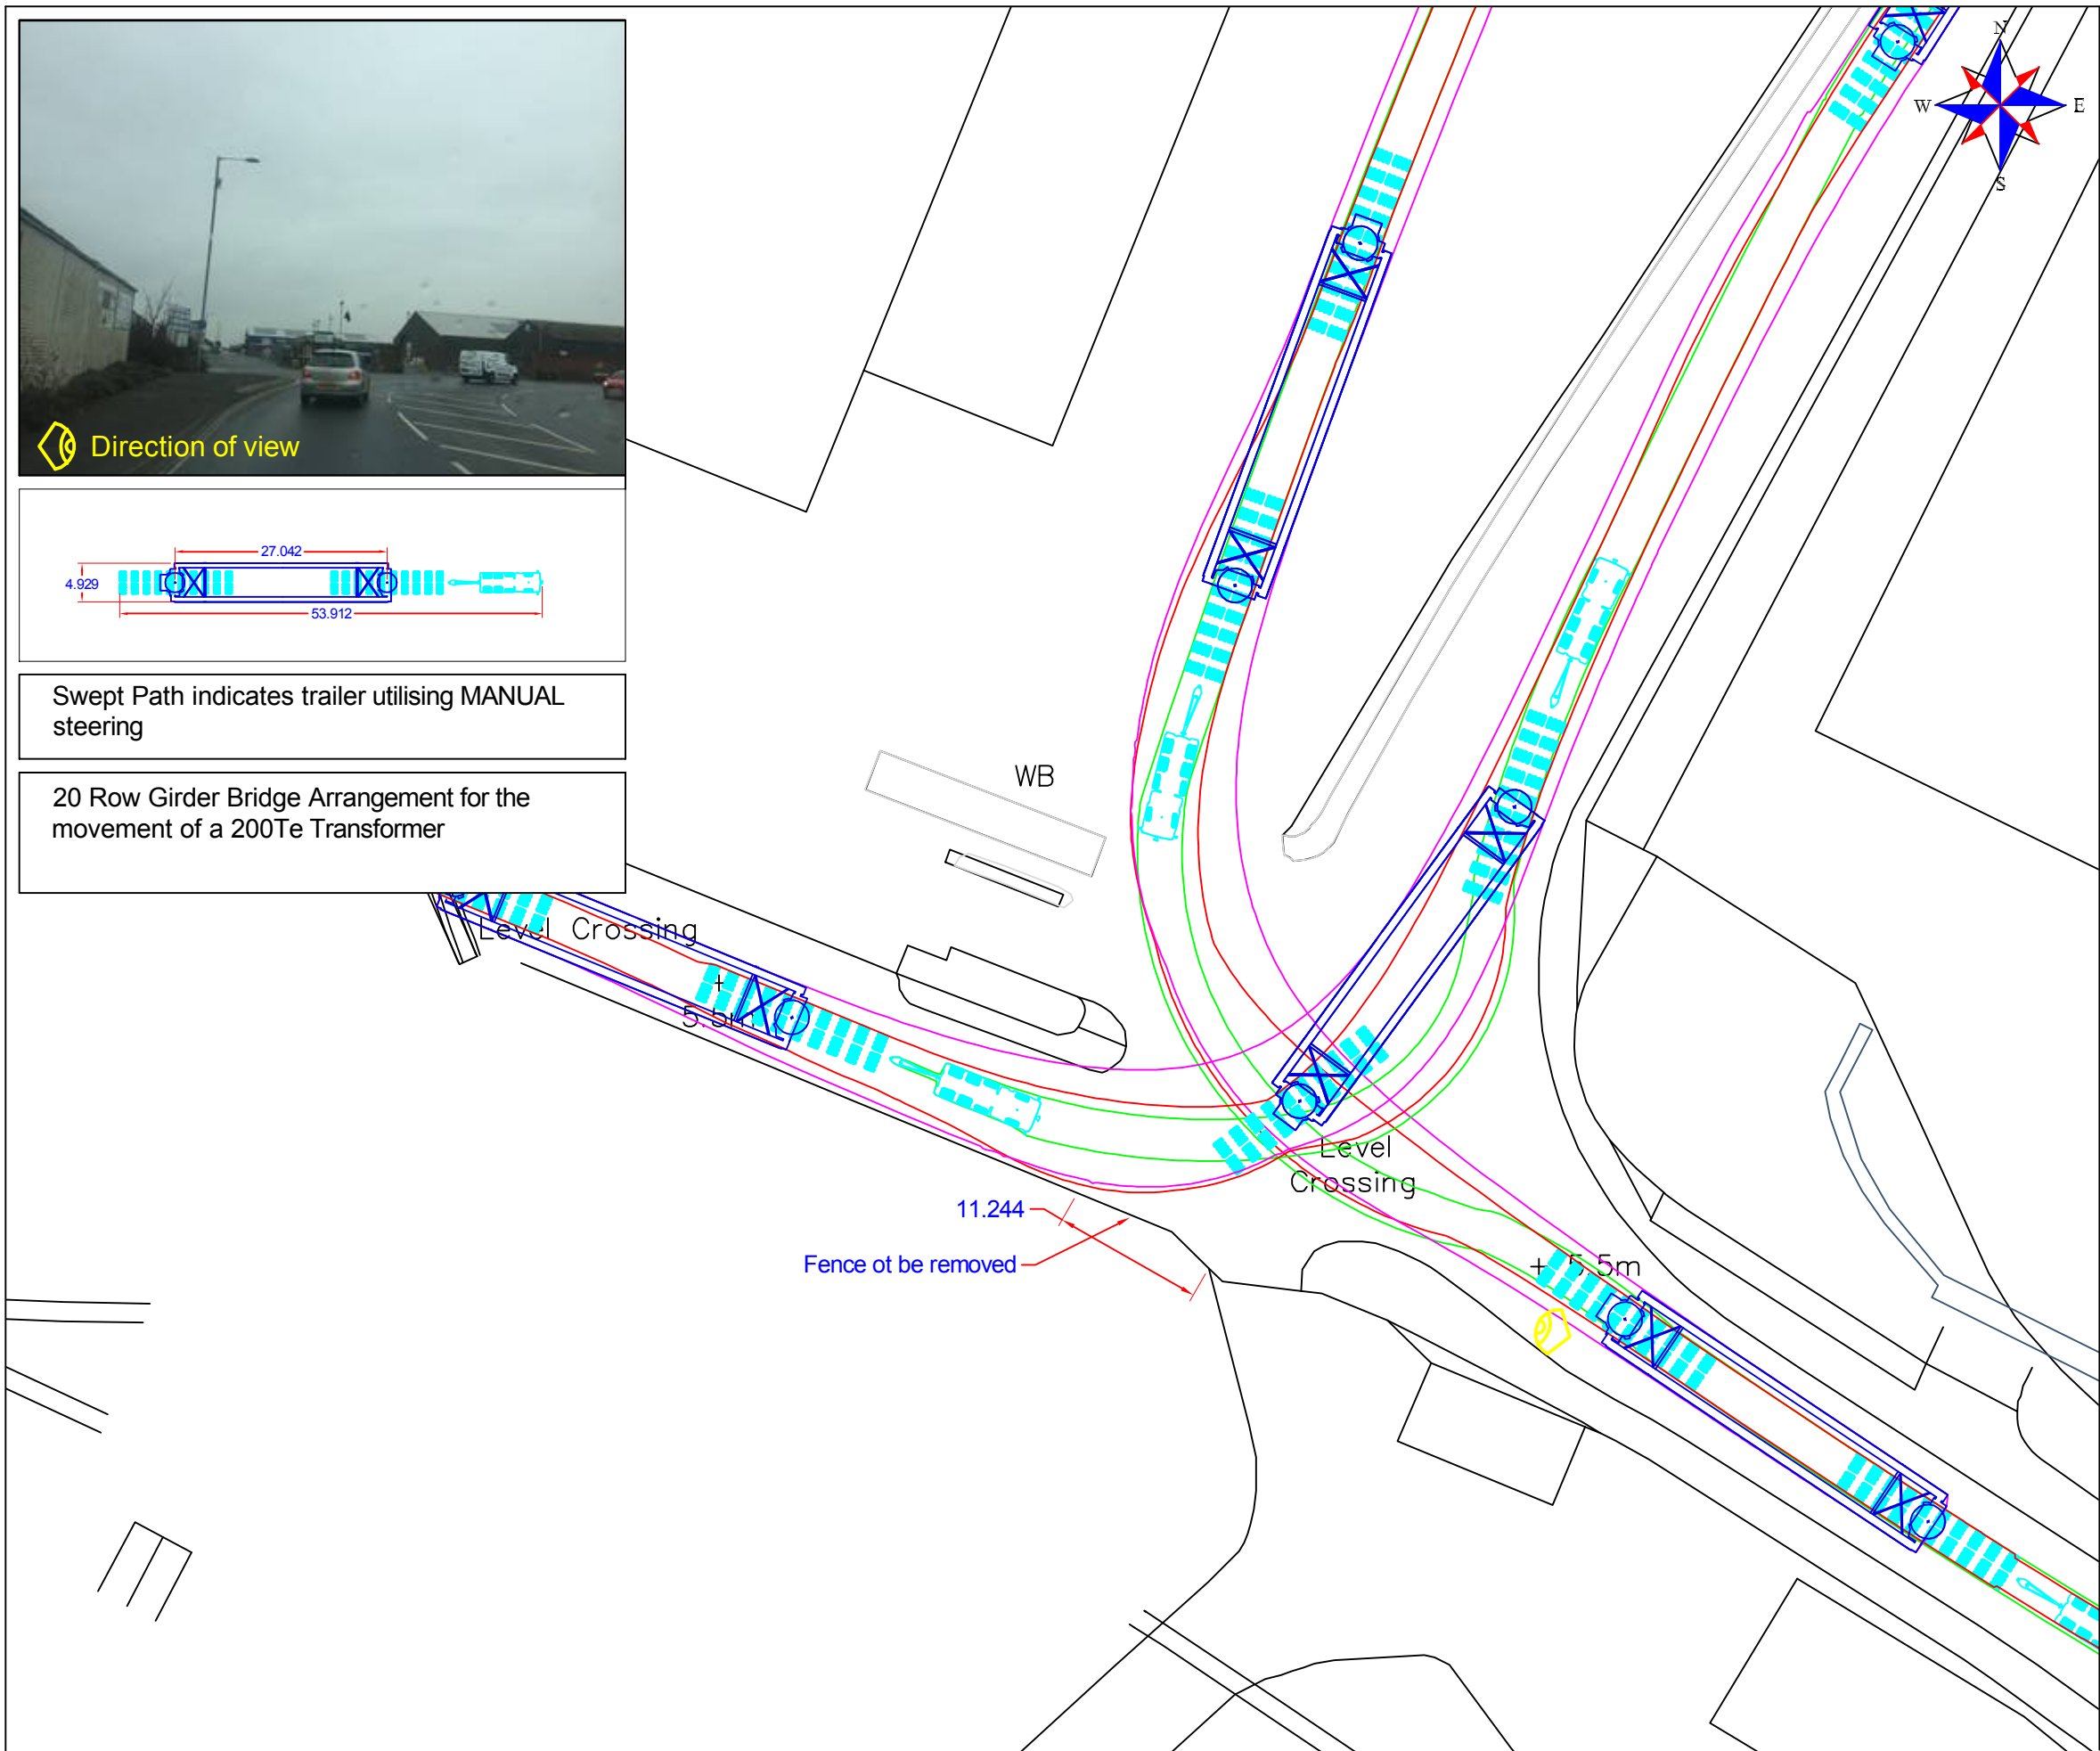 N
W E
S
Direction of view
27.042
4.929
53.912
Swept Path indicates trailer utilising MANUAL
steering
20 Row Girder Bridge Arrangement for the
movement of a 200Te Transformer
WB
Level Crossing
+
5.5m
Level
Crossing
11.244
Fence ot be removed
+ 5.5m